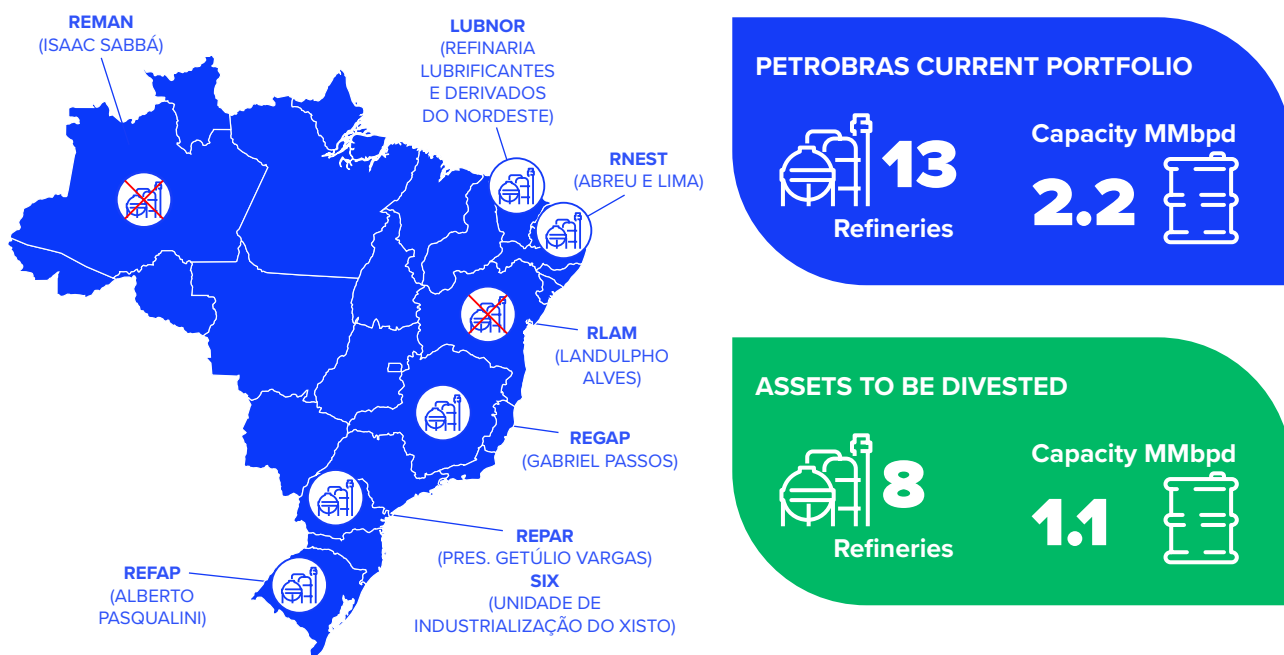 REMAN
(ISAAC SABBÁ)
LUBNOR
(REFINARIA
LUBRIFICANTES
E DERIVADOS
DO NORDESTE)
RNEST
(ABREU E LIMA)
RLAM
(LANDULPHO
ALVES)
REGAP
(GABRIEL PASSOS)
REPAR
(PRES. GETÚLIO VARGAS)
SIX
(UNIDADE DE
INDUSTRIALIZAÇÃO DO XISTO)
REFAP
(ALBERTO
PASQUALINI)
PETROBRAS CURRENT PORTFOLIO
13
Refineries
Capacity MMbpd
2.2
ASSETS TO BE DIVESTED
8
Refineries
Capacity MMbpd
1.1